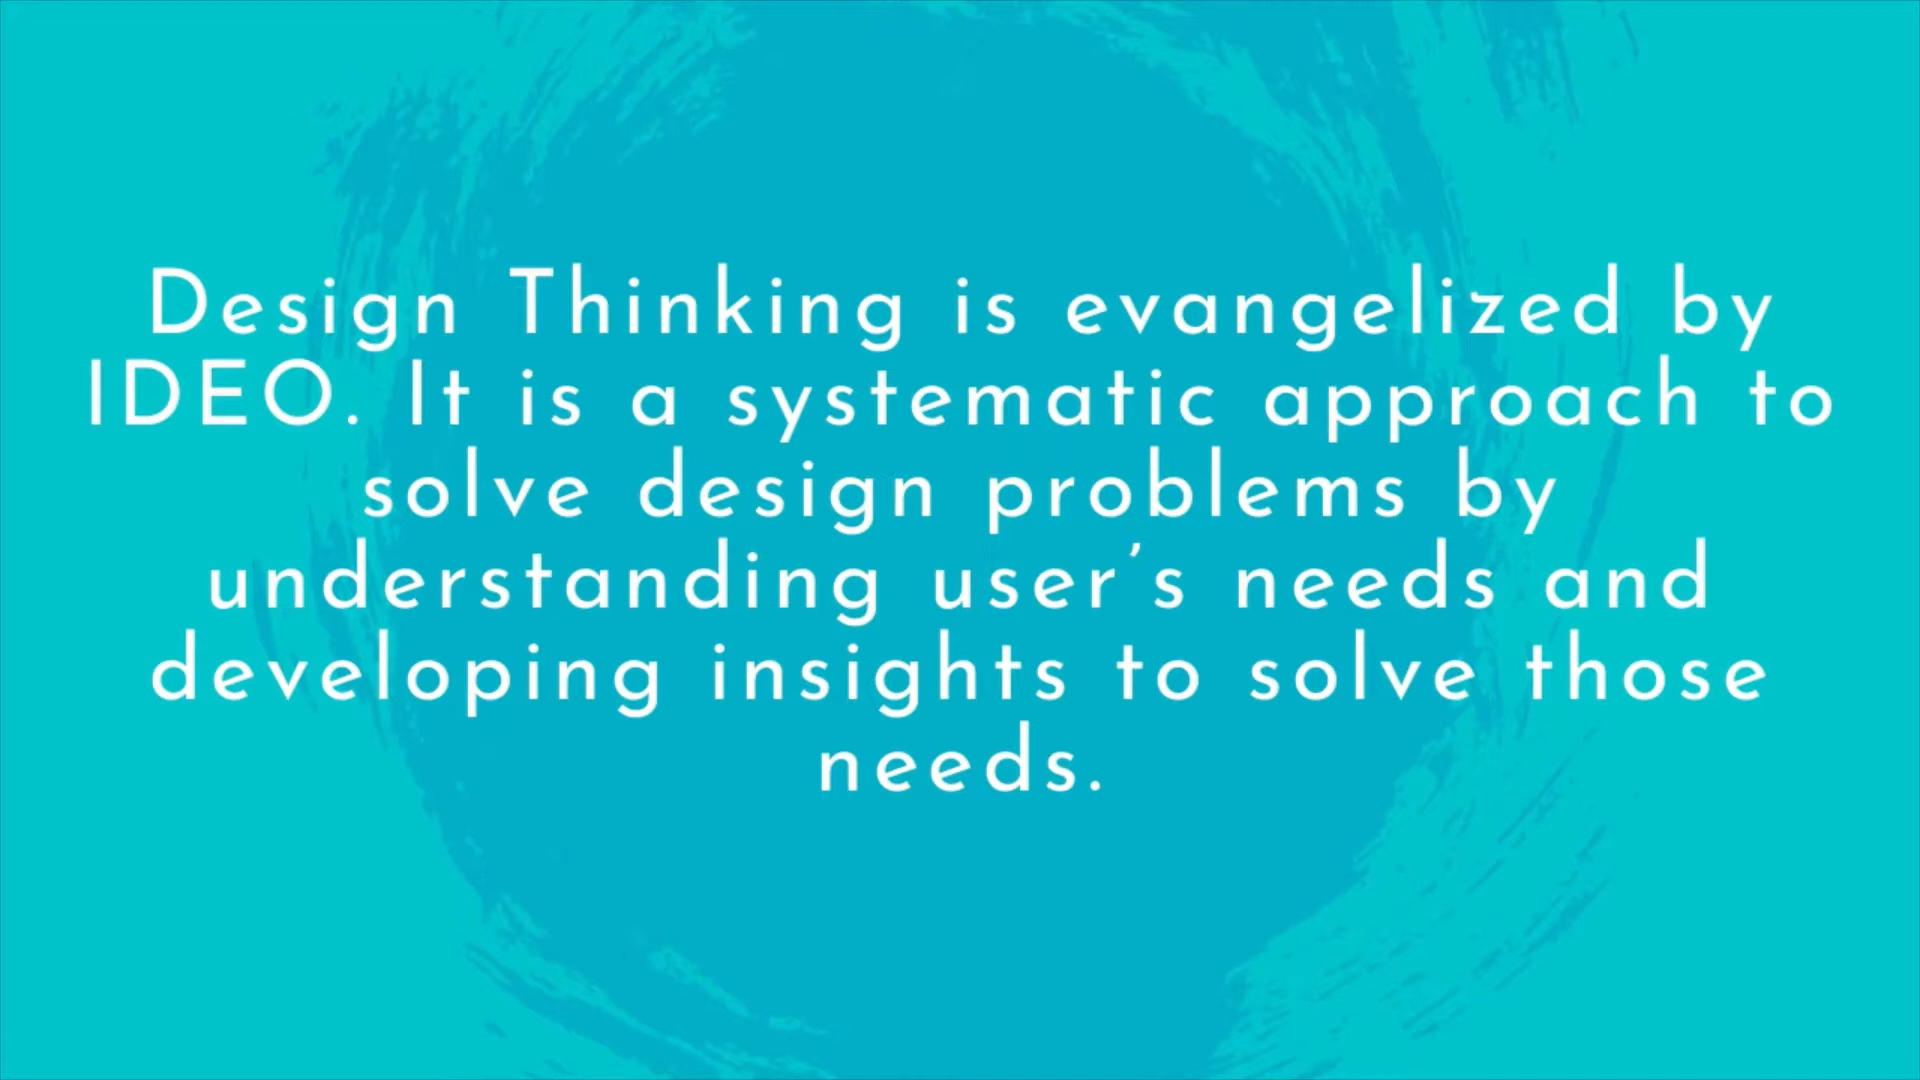 Design Thinking is evangelized by
IDEO. It is a systematic approach to
solve design problems by
understanding user’s needs and
developing insights to solve those
needs.